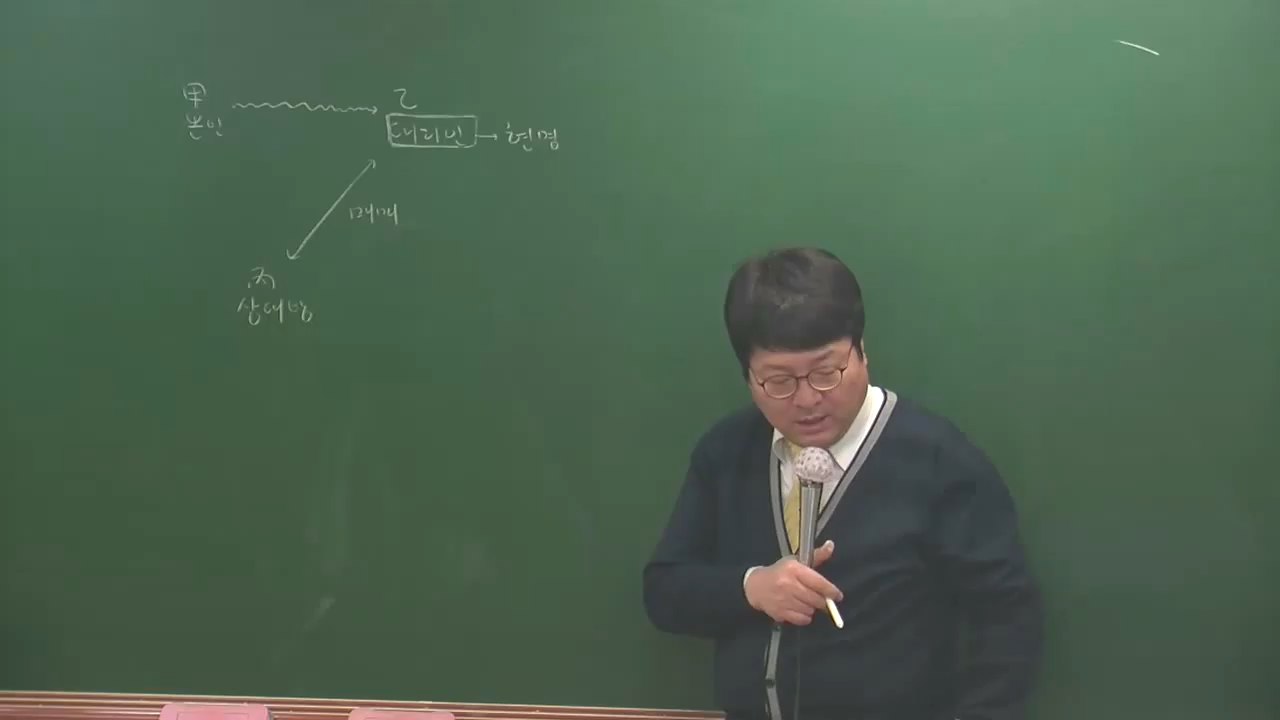 甲 乙
본인
대리인 → 현명
매매
丙
상대방